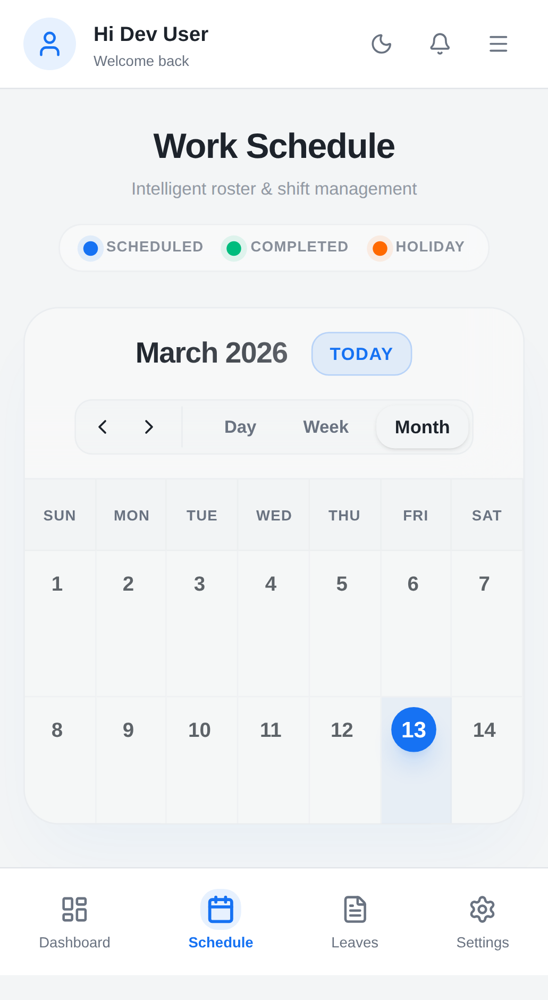 Hi Dev User
Welcome back
Work Schedule
Intelligent roster & shift management
SCHEDULED COMPLETED HOLIDAY
March 2026 TODAY
Day Week Month
SUN MON TUE WED THU FRI SAT
1 2 3 4 5 6 7
8 9 10 11 12 13 14
Dashboard Schedule Leaves Settings